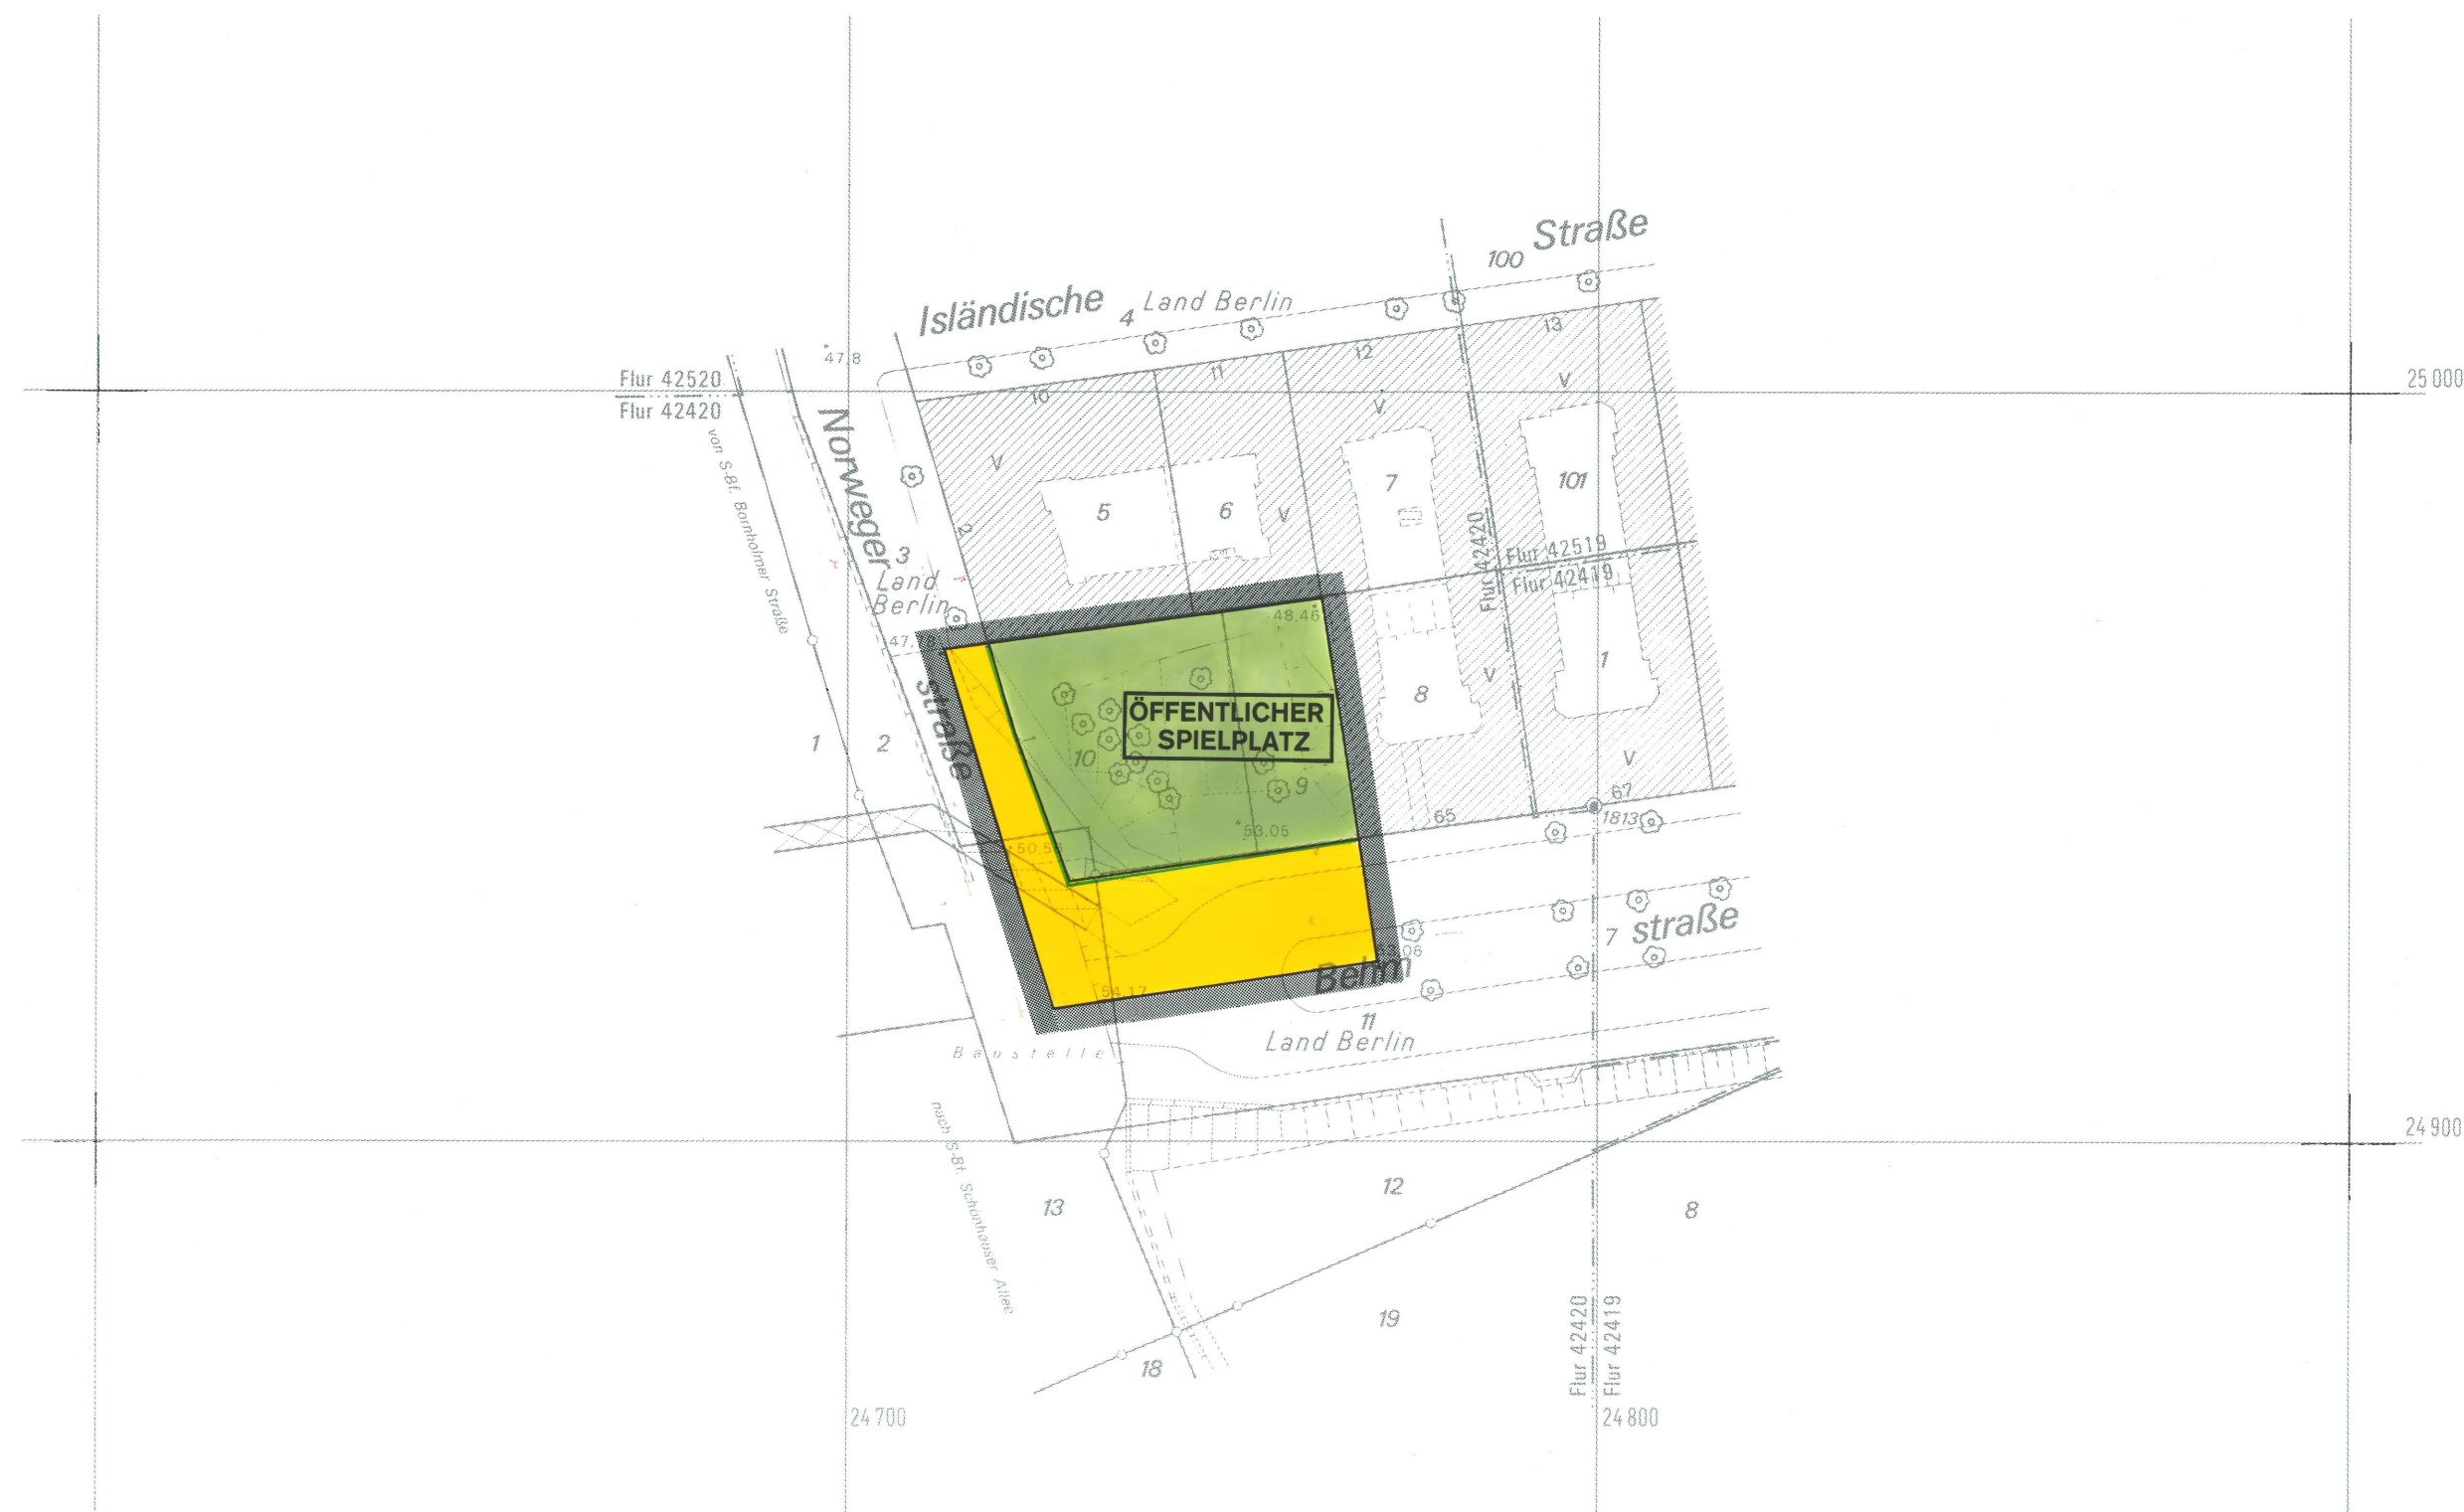 Straße
100
Isländische
4
Land Berlin
13
47,8
12
11
10
Flur 42520
Flur 42420
25 000
von S-Bf. Bornholmer Straße
Norweger
V
V
V
5
6
V
7
101
2
3
Land
Berlin
Flur 42420
Flur 42519
Flur 42419
48,46
straße
ÖFFENTLICHER
SPIELPLATZ
1
2
10
9
8
V
1
V
53,05
65
67
1813
7
straße
Behm
54,17
11
Land Berlin
Baustelle
24 900
nach S-Bf. Schönhauser Allee
13
12
8
19
18
Flur 42420
Flur 42419
24 700
24 800